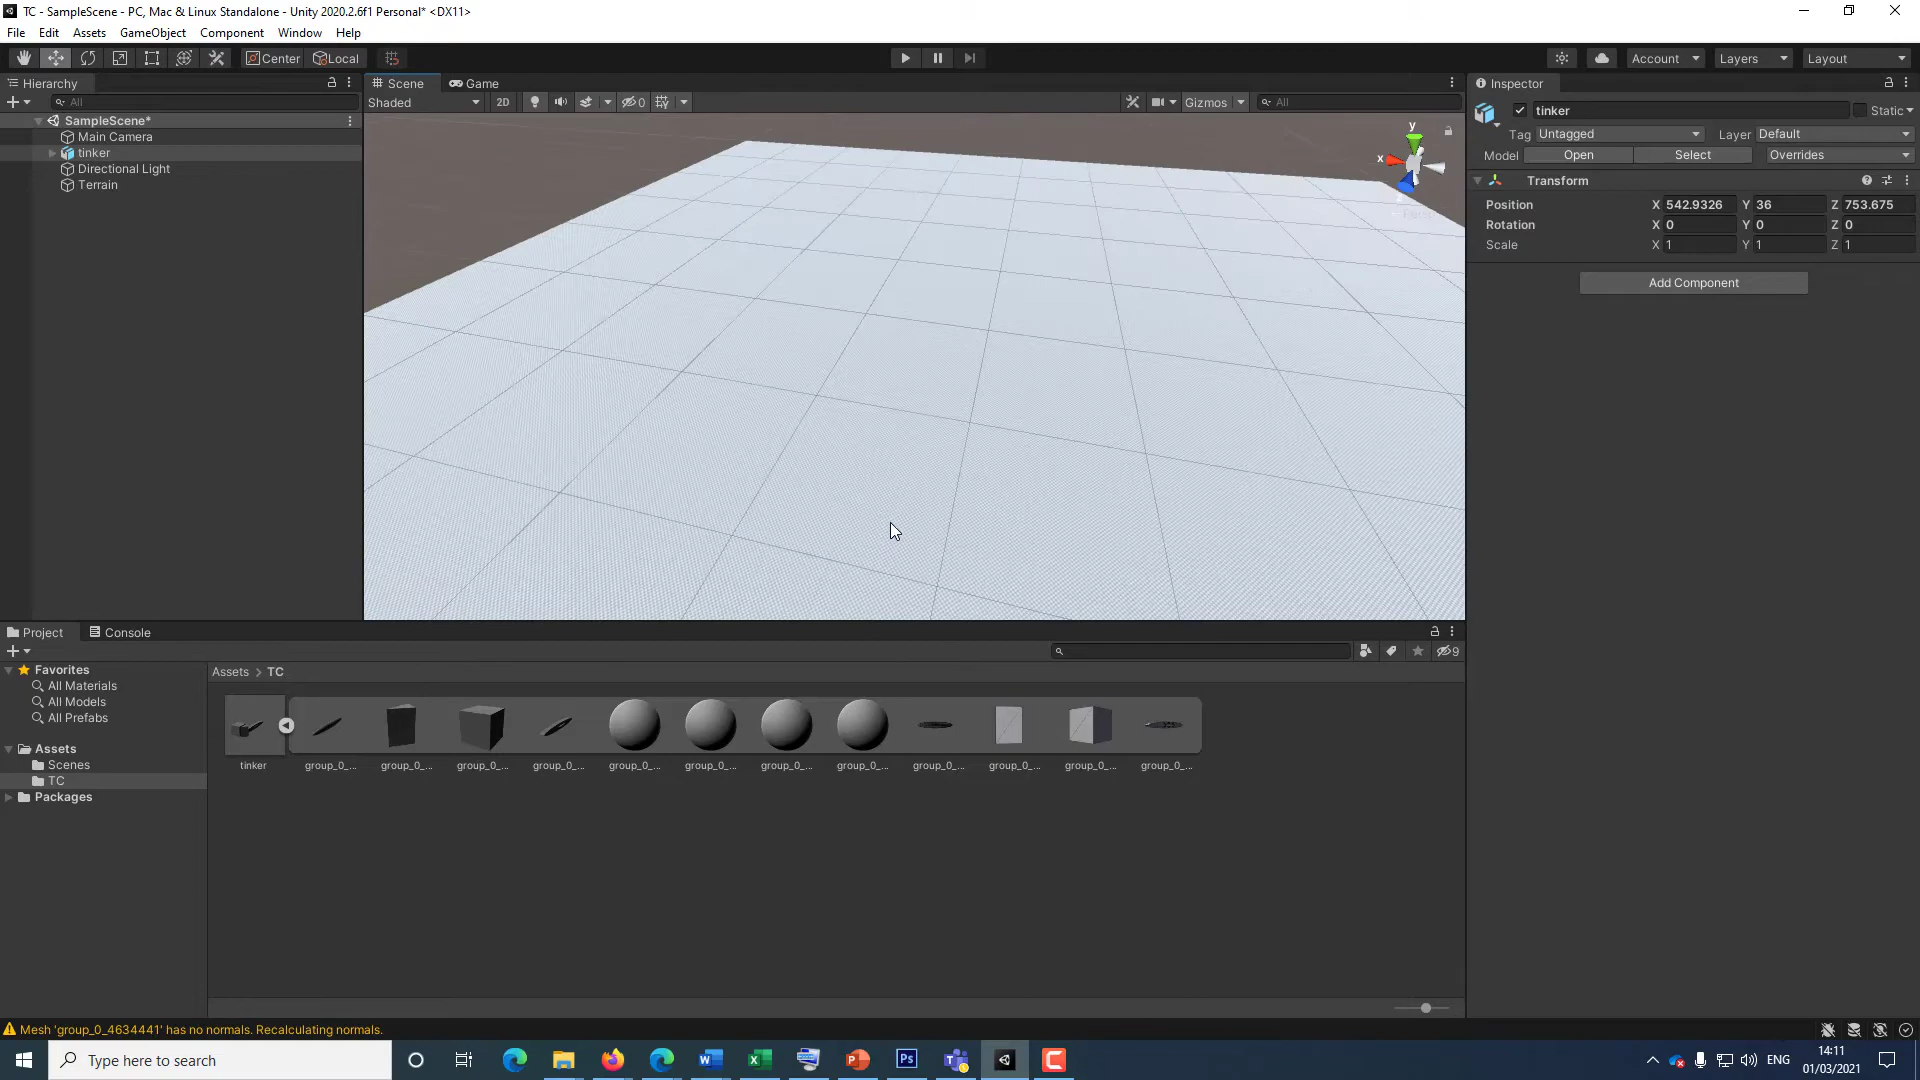 TC - SampleScene - PC, Mac & Linux Standalone - Unity 2020.2.6f1 Personal* <DX11>
File Edit Assets GameObject Component Window Help
Center Local Account Layers Layout
Hierarchy
All
SampleScene*
Main Camera
tinker
Directional Light
Terrain
Scene Game
Shaded 2D 0 Gizmos All
y
x
Inspector
tinker Static
Tag Untagged Layer Default
Model Open Select Overrides
Transform
Position X 542.9326 Y 36 Z 753.675
Rotation X 0 Y 0 Z 0
Scale X 1 Y 1 Z 1
Add Component
Project Console
9
Favorites
All Materials
All Models
All Prefabs
Assets
Scenes
TC
Packages
Assets > TC
tinker group_0_... group_0_... group_0_... group_0_... group_0_... group_0_... group_0_... group_0_... group_0_... group_0_... group_0_... group_0_...
Mesh 'group_0_4634441' has no normals. Recalculating normals.
Type here to search
ENG
14:11
01/03/2021